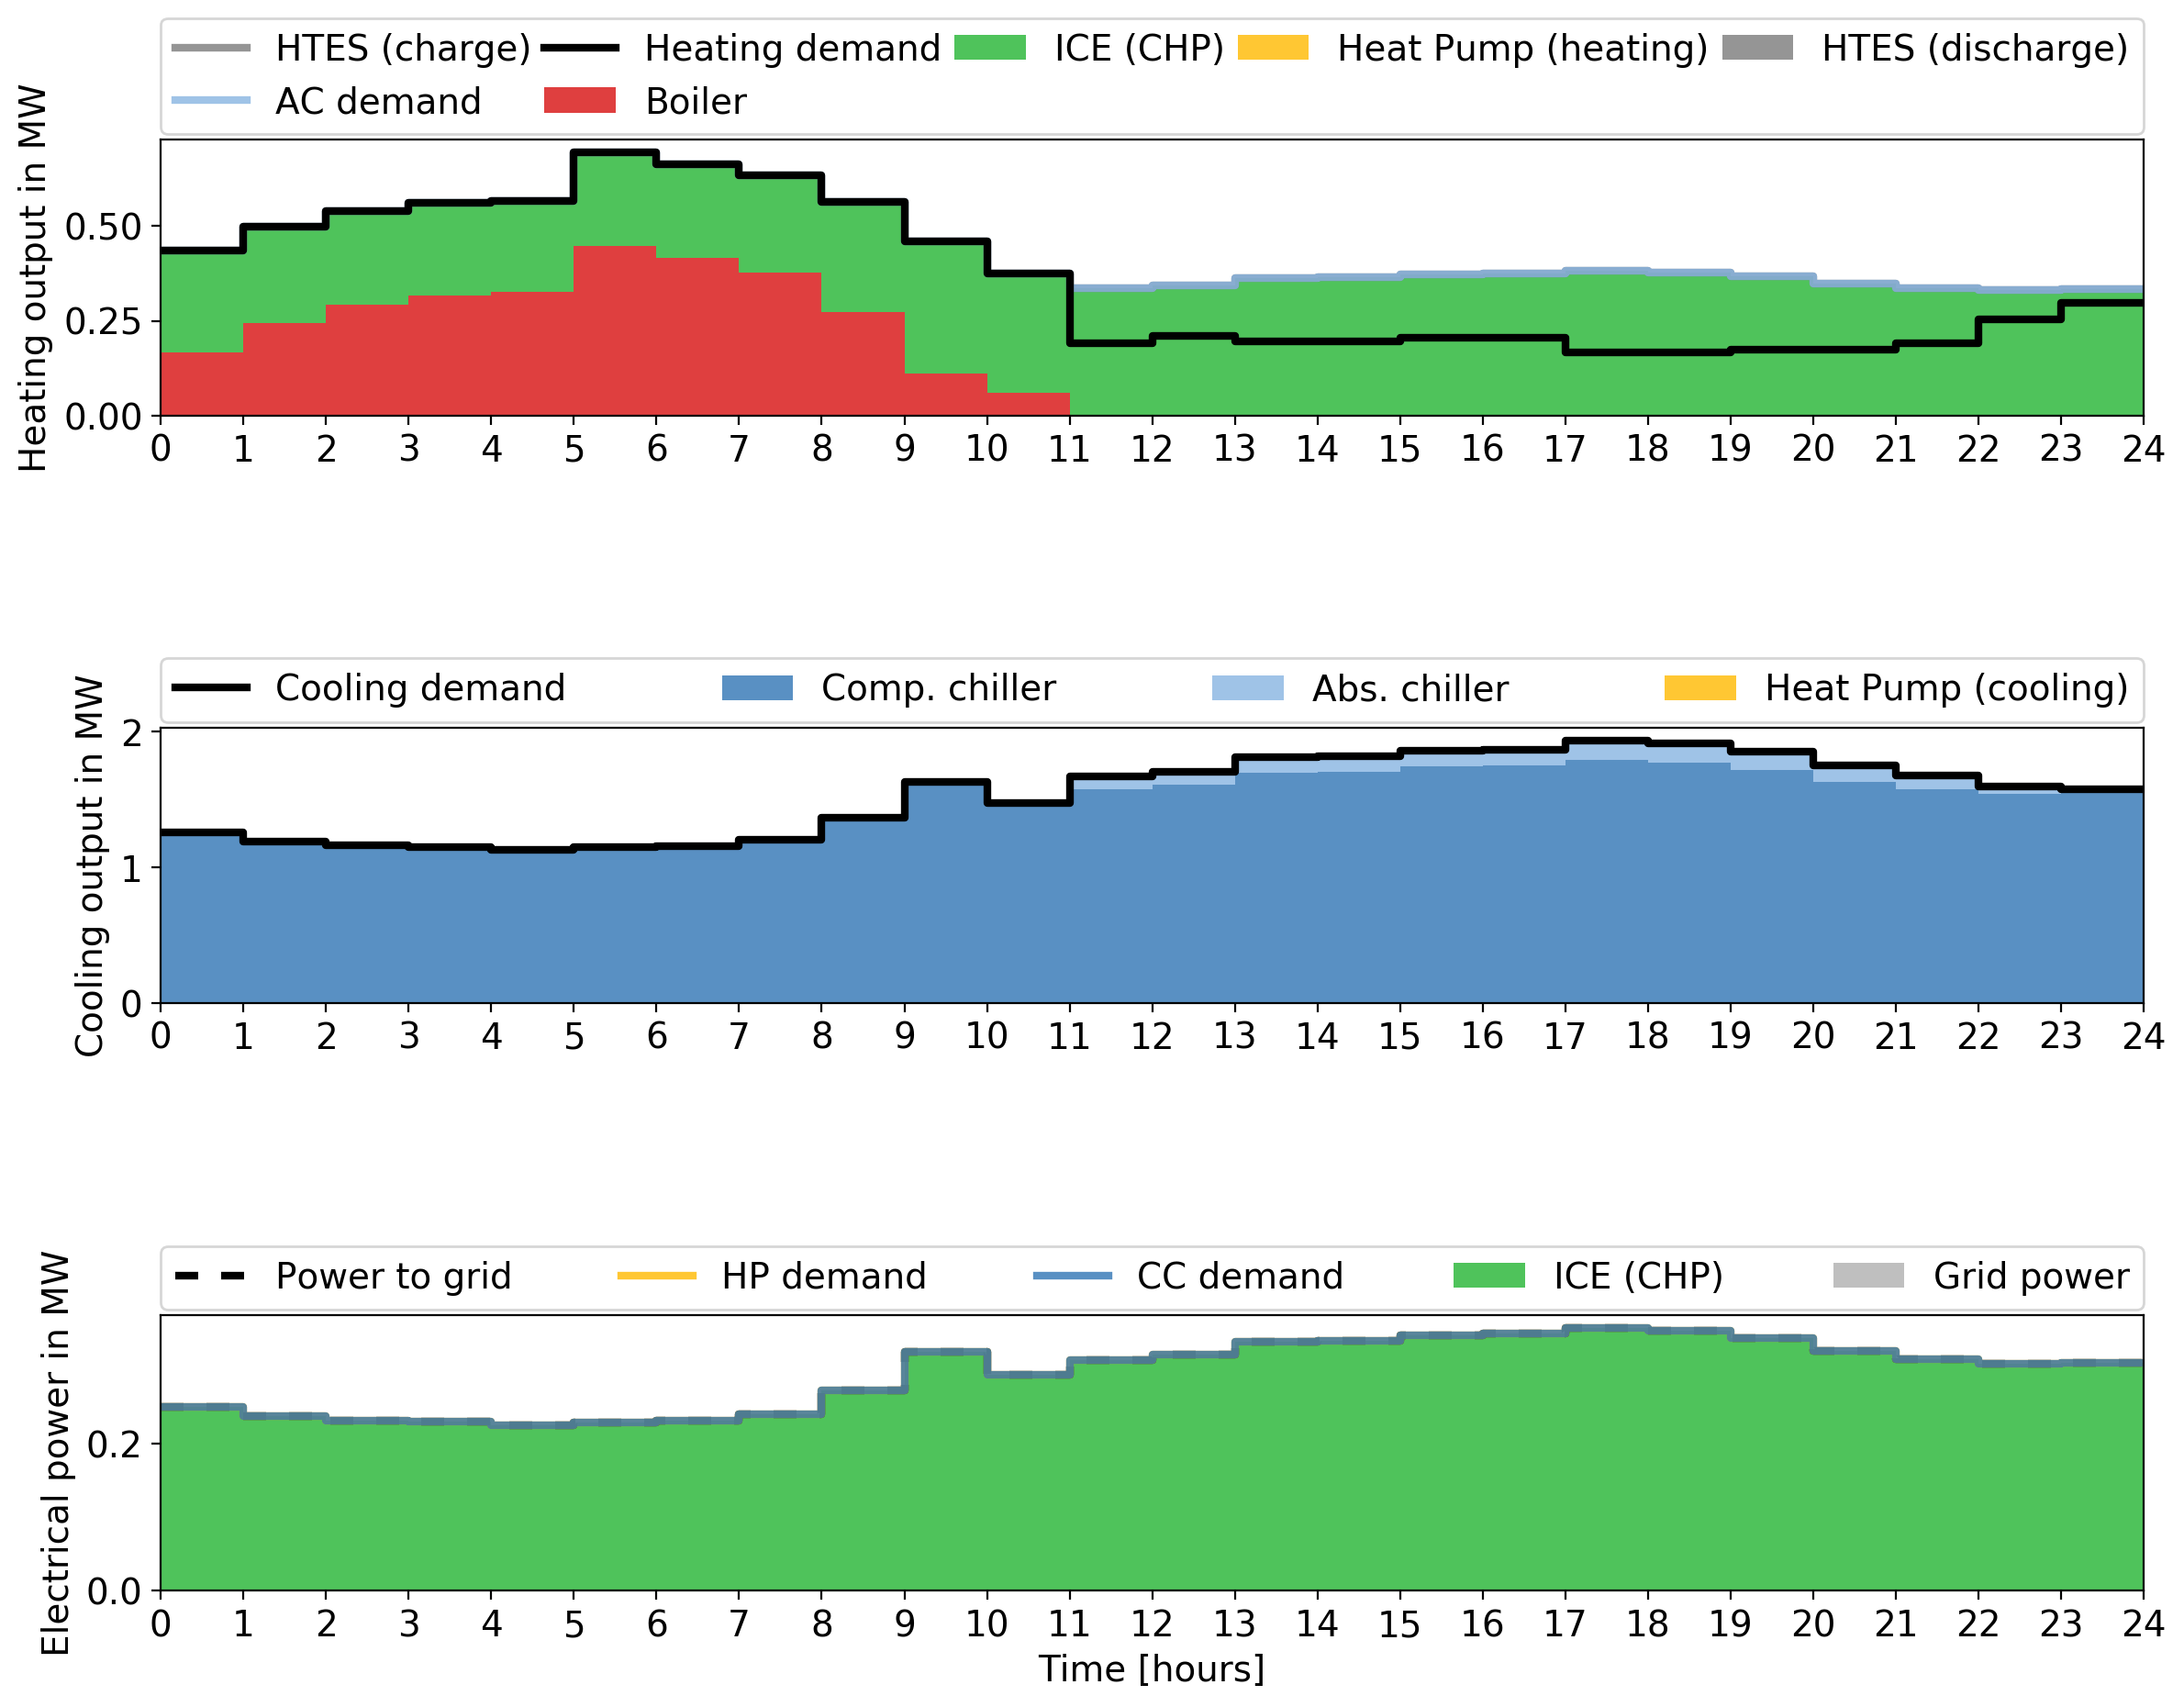 HTES (charge) Heating demand ICE (CHP) Heat Pump (heating) HTES (discharge)
AC demand Boiler
Heating output in MW
0.50
0.25
0.00
0 1 2 3 4 5 6 7 8 9 10 11 12 13 14 15 16 17 18 19 20 21 22 23 24
Cooling demand Comp. chiller Abs. chiller Heat Pump (cooling)
Cooling output in MW
2
1
0
0 1 2 3 4 5 6 7 8 9 10 11 12 13 14 15 16 17 18 19 20 21 22 23 24
Power to grid HP demand CC demand ICE (CHP) Grid power
Electrical power in MW
0.2
0.0
0 1 2 3 4 5 6 7 8 9 10 11 12 13 14 15 16 17 18 19 20 21 22 23 24
Time [hours]